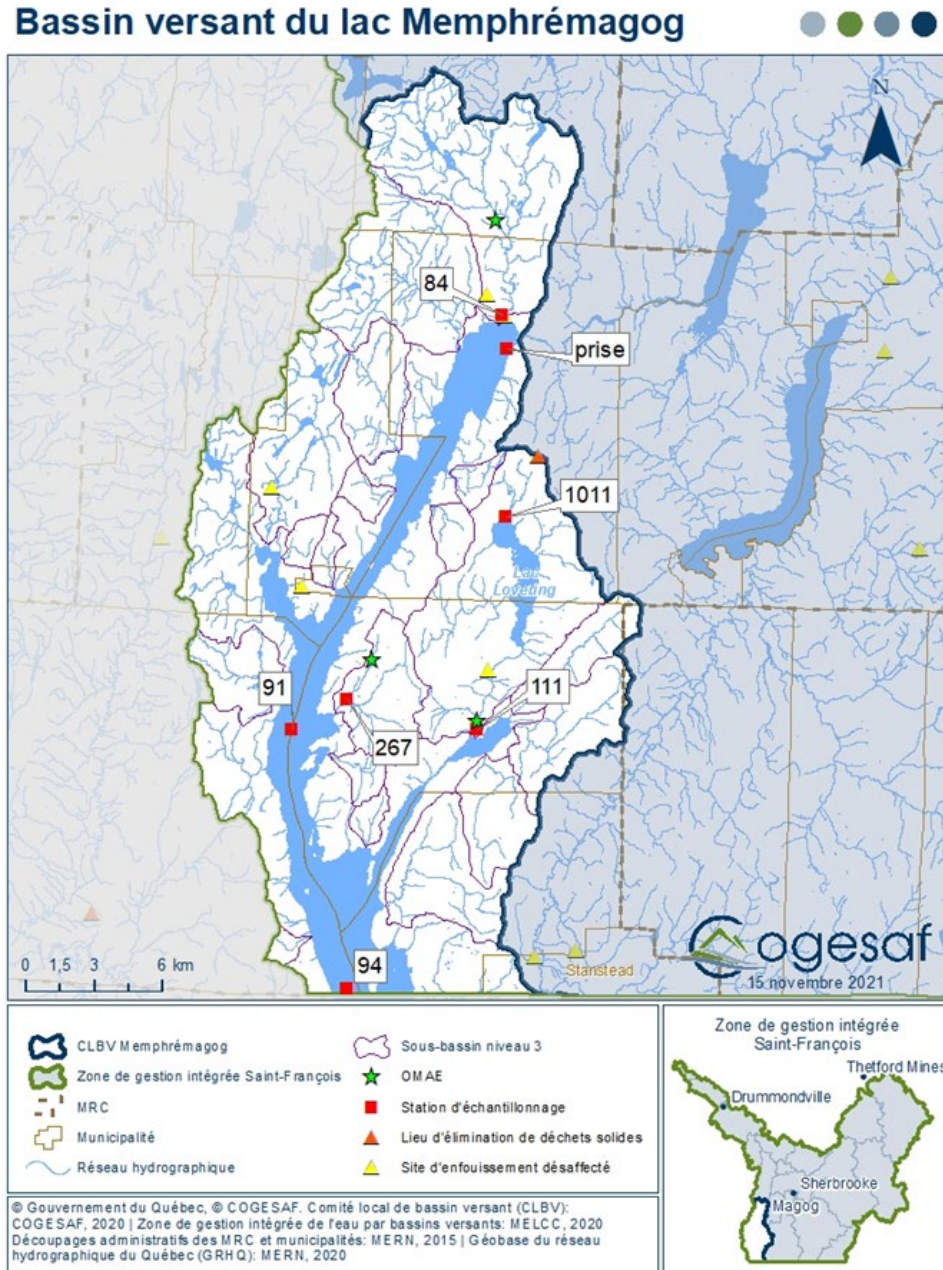 Bassin versant du lac Memphrémagog
N
84
prise
1011
Lac
Lovering
91
111
267
94
0 1,5 3 6 km
Stanstead
Cogesaf
15 novembre 2021
CLBV Memphrémagog
Zone de gestion intégrée Saint-François
MRC
Municipalité
Réseau hydrographique
Sous-bassin niveau 3
OMAE
Station d'échantillonnage
Lieu d'élimination de déchets solides
Site d'enfouissement désaffecté
Zone de gestion intégrée
Saint-François
Thetford Mines
Drummondville
Sherbrooke
Magog
© Gouvernement du Québec, © COGESAF. Comité local de bassin versant (CLBV):
COGESAF, 2020 | Zone de gestion intégrée de l'eau par bassins versants: MELCC, 2020
Découpages administratifs des MRC et municipalités: MERN, 2015 | Géobase du réseau
hydrographique du Québec (GRHQ): MERN, 2020